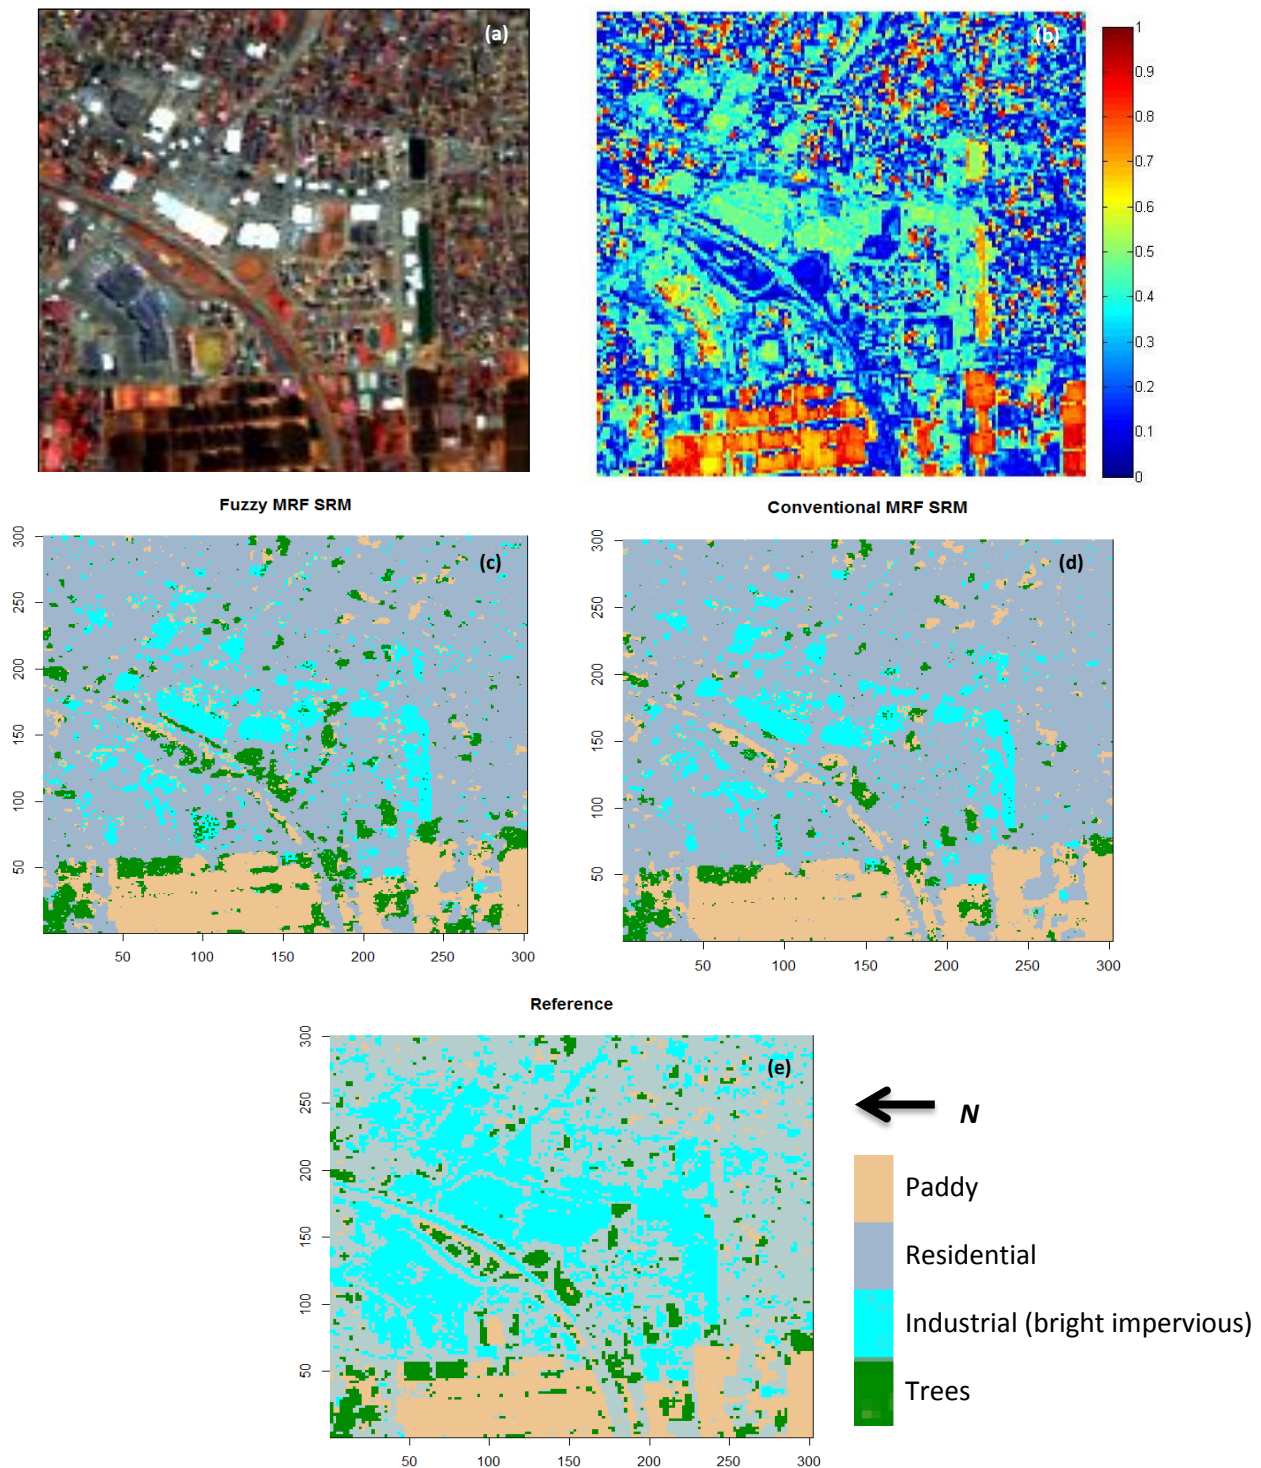 (a)
(b)
1
0.9
0.8
0.7
0.6
0.5
0.4
0.3
0.2
0.1
0
Fuzzy MRF SRM
Conventional MRF SRM
(c)
(d)
300
250
200
150
100
50
50 100 150 200 250 300
300
250
200
150
100
50
50 100 150 200 250 300
Reference
(e)
300
250
200
150
100
50
50 100 150 200 250 300
N
Paddy
Residential
Industrial (bright impervious)
Trees